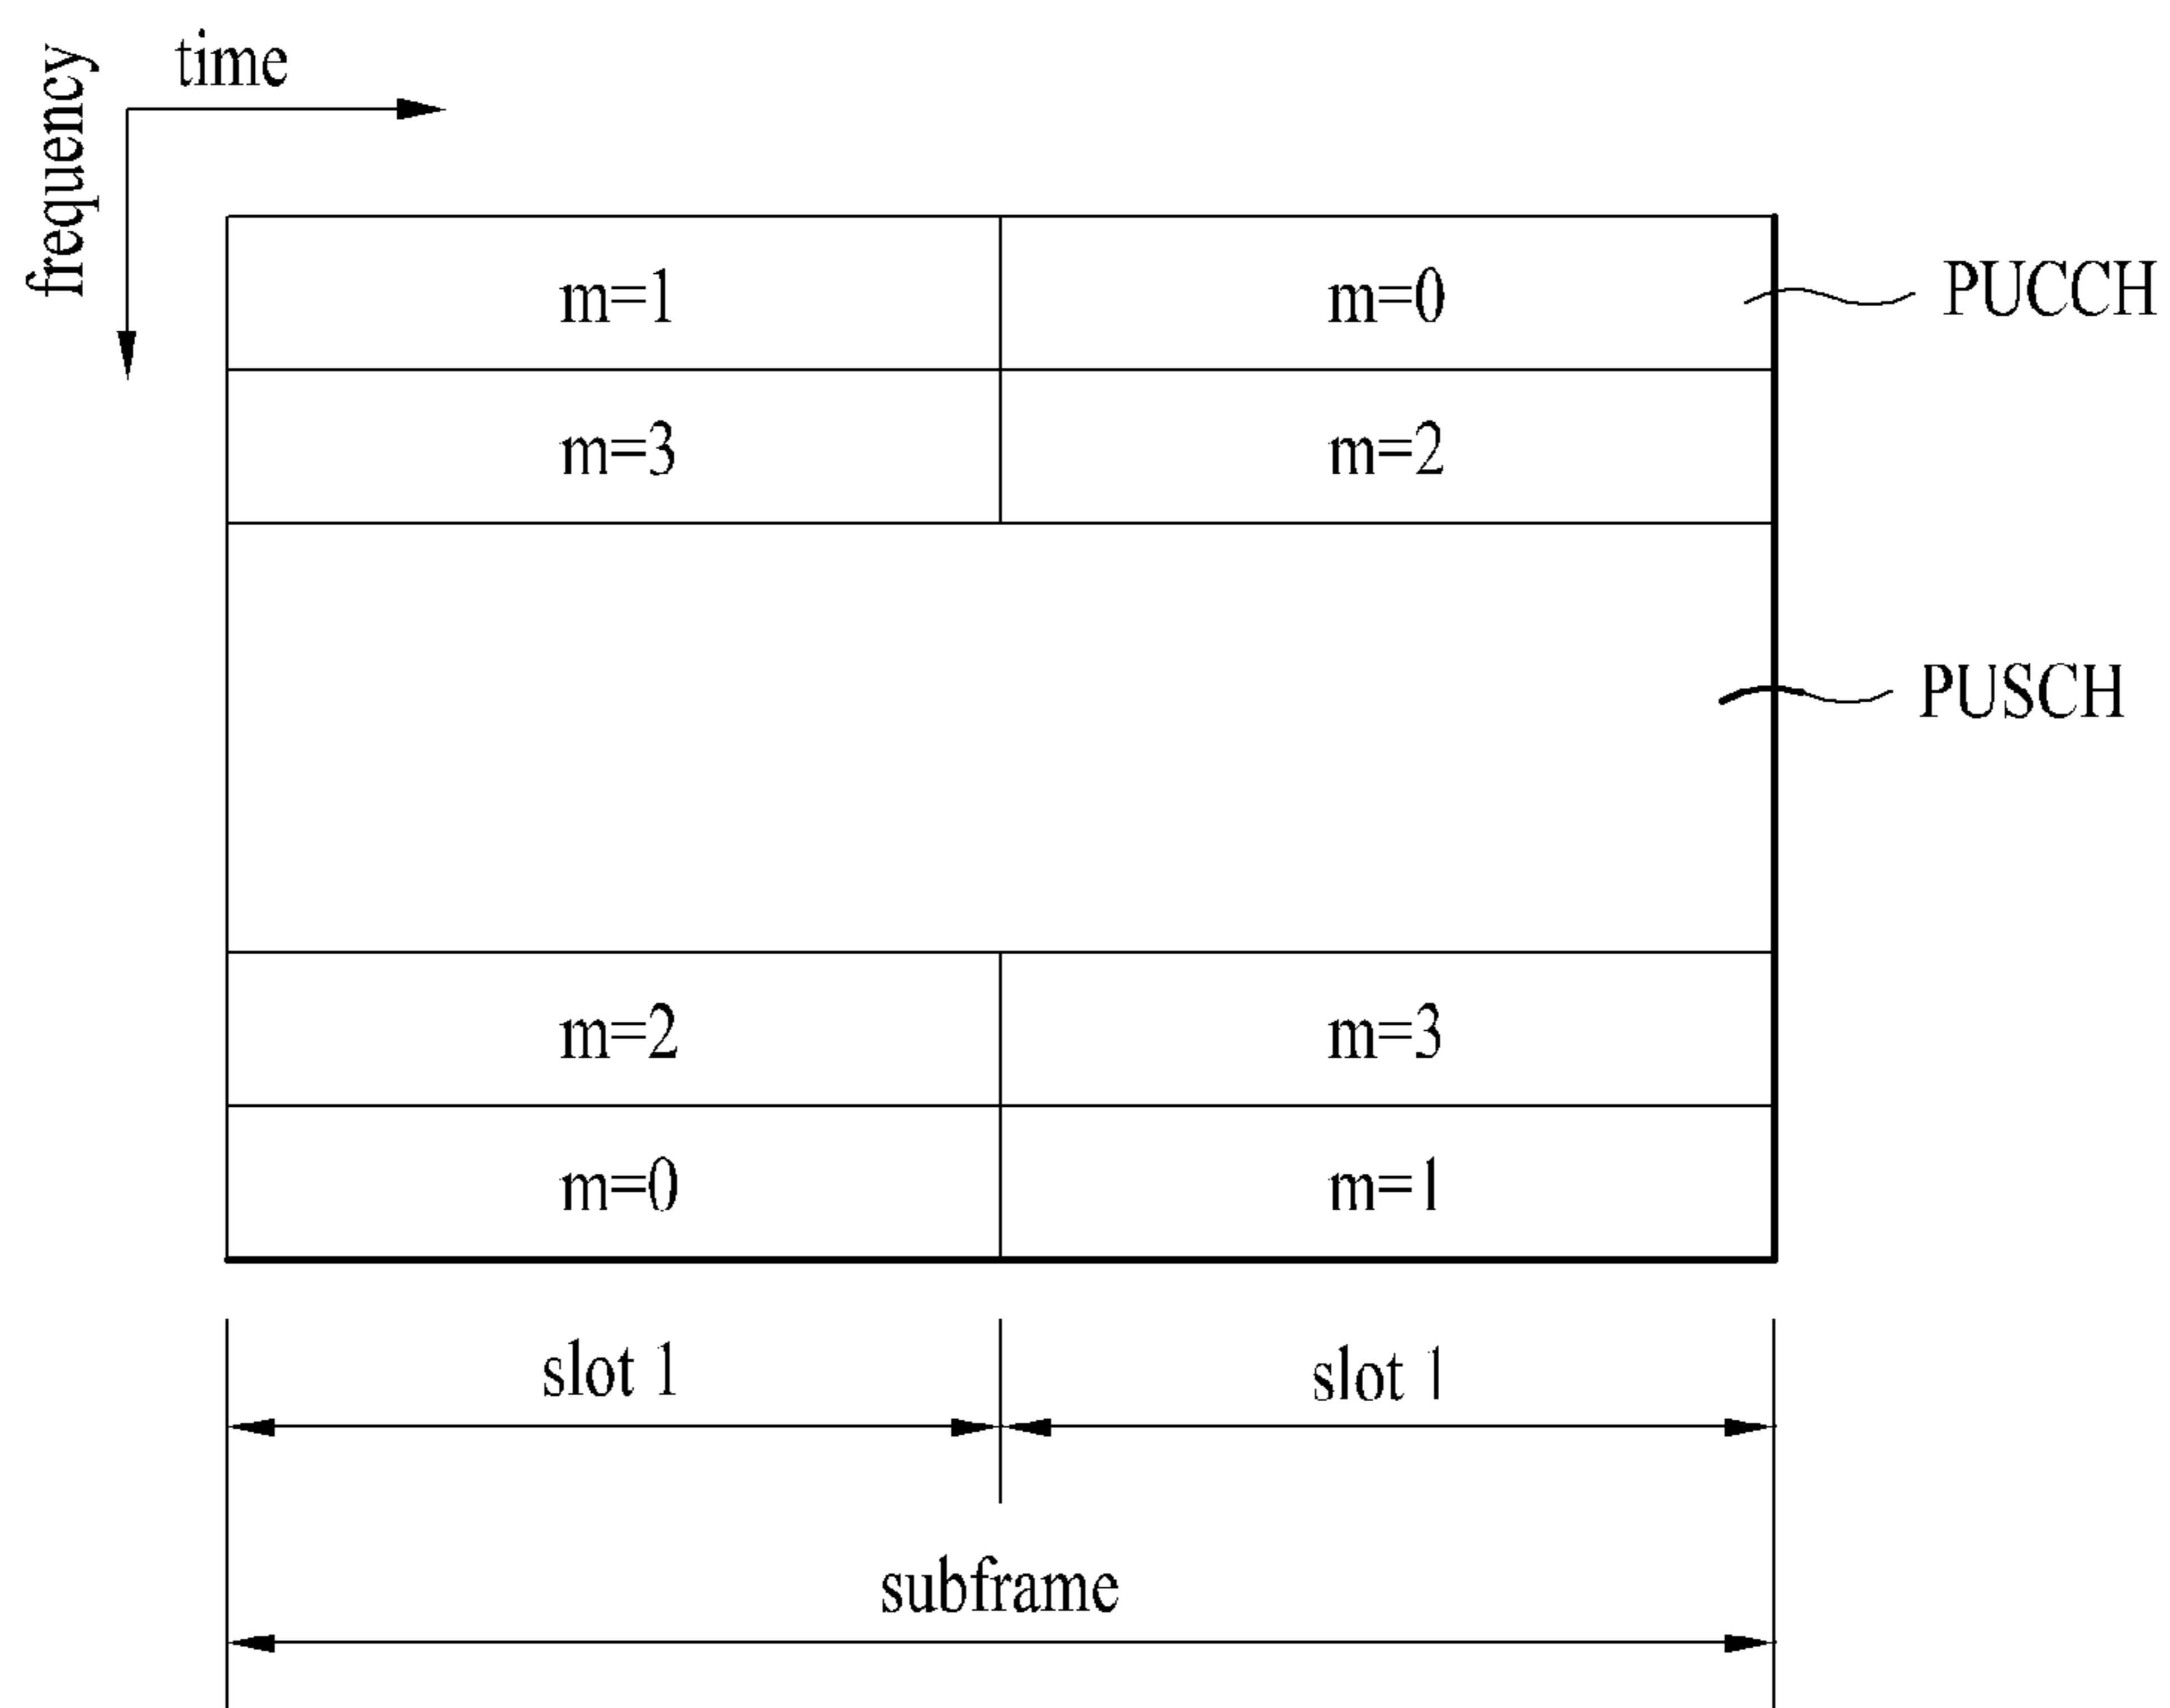 time
frequency
m=1
m=0
PUCCH
m=3
m=2
PUSCH
m=2
m=3
m=0
m=1
slot 1
slot 1
subframe